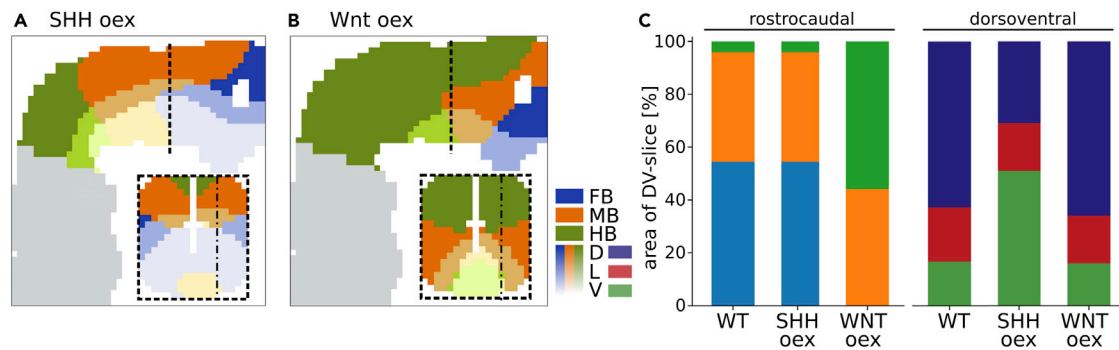 A SHH oex
B Wnt oex
FB
MB
HB
D
L
V
C
rostrocaudal dorsoventral
area of DV-slice [%]
100
80
60
40
20
0
WT SHH oex WNT oex WT SHH oex WNT oex